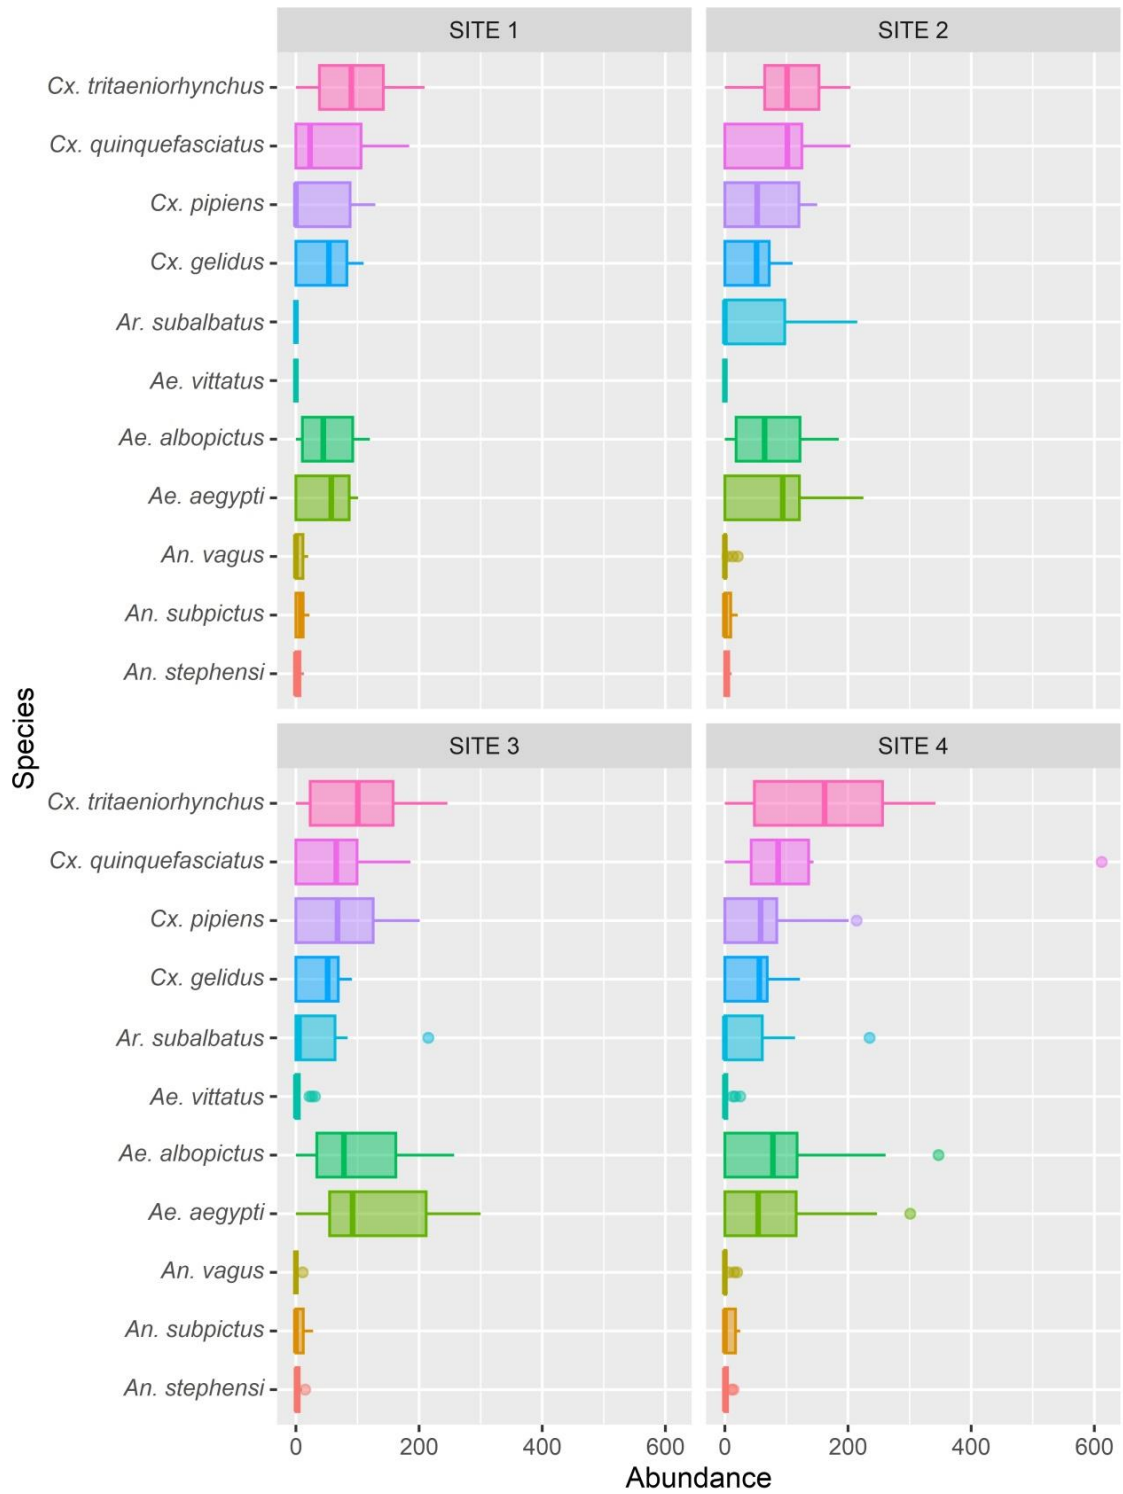 SITE 1
SITE 2
Cx. tritaeniorhynchus
Cx. quinquefasciatus
Cx. pipiens
Cx. gelidus
Ar. subalbatus
Ae. vittatus
Ae. albopictus
Ae. aegypti
An. vagus
An. subpictus
An. stephensi
Species
SITE 3
SITE 4
Cx. tritaeniorhynchus
Cx. quinquefasciatus
Cx. pipiens
Cx. gelidus
Ar. subalbatus
Ae. vittatus
Ae. albopictus
Ae. aegypti
An. vagus
An. subpictus
An. stephensi
0 200 400 600 0 200 400 600
Abundance